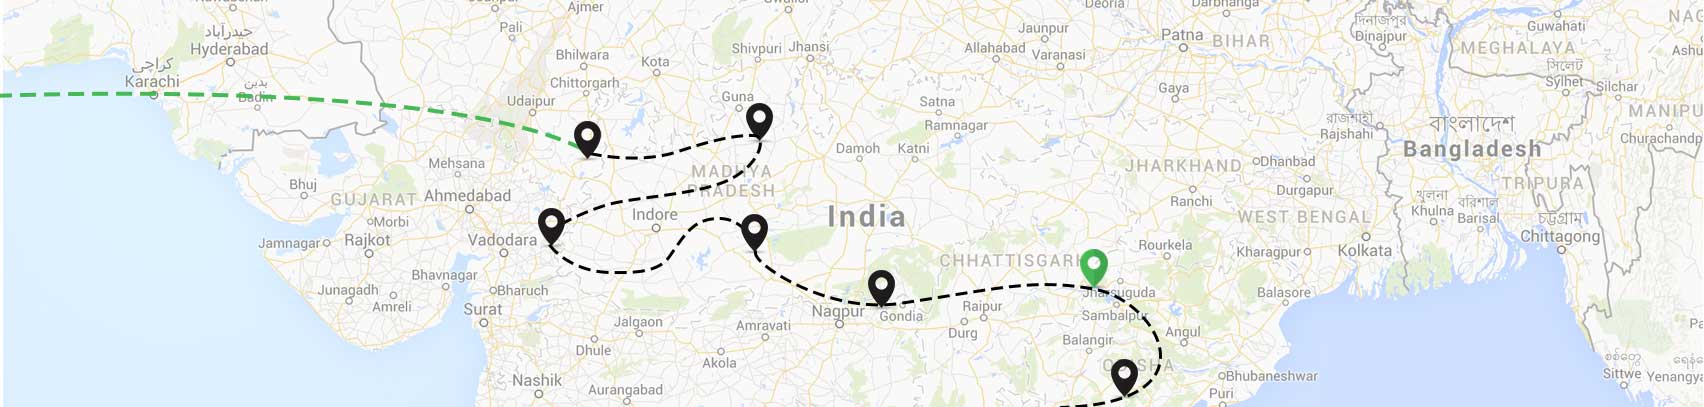 Ajmer
Deoria
Darbhanga
Pali
حیدرآباد
Hyderabad
Jaunpur
Patna
দিনাজপুর
Dinajpur
Guwahati
Bhilwara
Shivpuri
Jhansi
Allahabad
Varanasi
BIHAR
MEGHALAYA
کراچی
Karachi
بدین
Badin
Kota
Chittorgarh
সিলেট
Sylhet
Silchar
Udaipur
Guna
Satna
Gaya
MANIPU
রাজশাহী
Rajshahi
বাংলাদেশ
Bangladesh
Ramnagar
Churachandp
Mehsana
Damoh
Katni
JHARKHAND
Dhanbad
MADHYA
PRADESH
Bhuj
GUJARAT
Ahmedabad
Durgapur
Ranchi
TRIPURA
খুলনা
Khulna
বরিশাল
Barisal
চট্টগ্রাম
Chittagong
Morbi
Indore
India
WEST BENGAL
Jamnagar
Rajkot
Vadodara
Rourkela
Kharagpur
Kolkata
CHHATTISGARH
Bhavnagar
Junagadh
Bharuch
Jharsuguda
Balasore
Amreli
Surat
Nagpur
Gondia
Raipur
Sambalpur
Jalgaon
Amravati
Durg
Angul
Balangir
Dhule
Akola
ODISHA
Nashik
Aurangabad
Bhubaneshwar
Puri
Sittwe
Yenangya